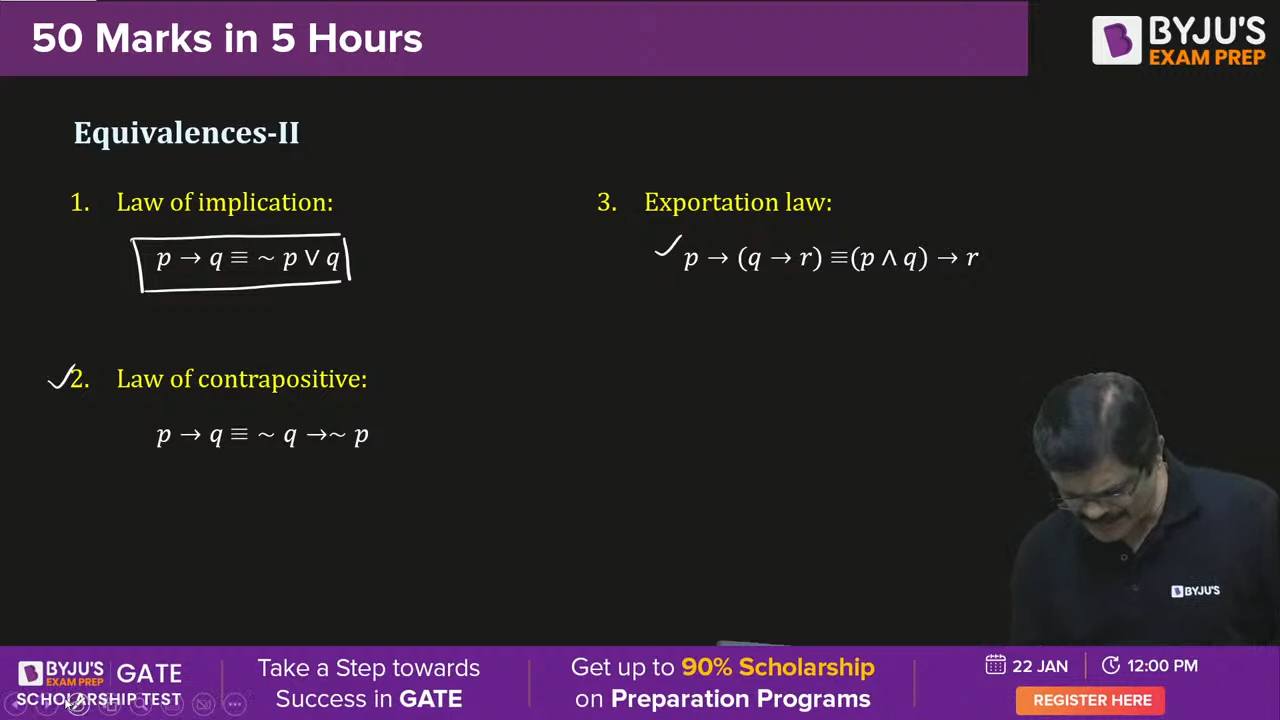 50 Marks in 5 Hours
BYJU'S
EXAM PREP
Equivalences-II
1. Law of implication:
p → q ≡ ~ p ∨ q
2. Law of contrapositive:
p → q ≡ ~ q →~ p
3. Exportation law:
p → (q → r) ≡(p ∧ q) → r
BYJU'S
BYJU'S
EXAM PREP
GATE
SCHOLARSHIP TEST
Take a Step towards
Success in GATE
Get up to 90% Scholarship
on Preparation Programs
22 JAN
12:00 PM
REGISTER HERE